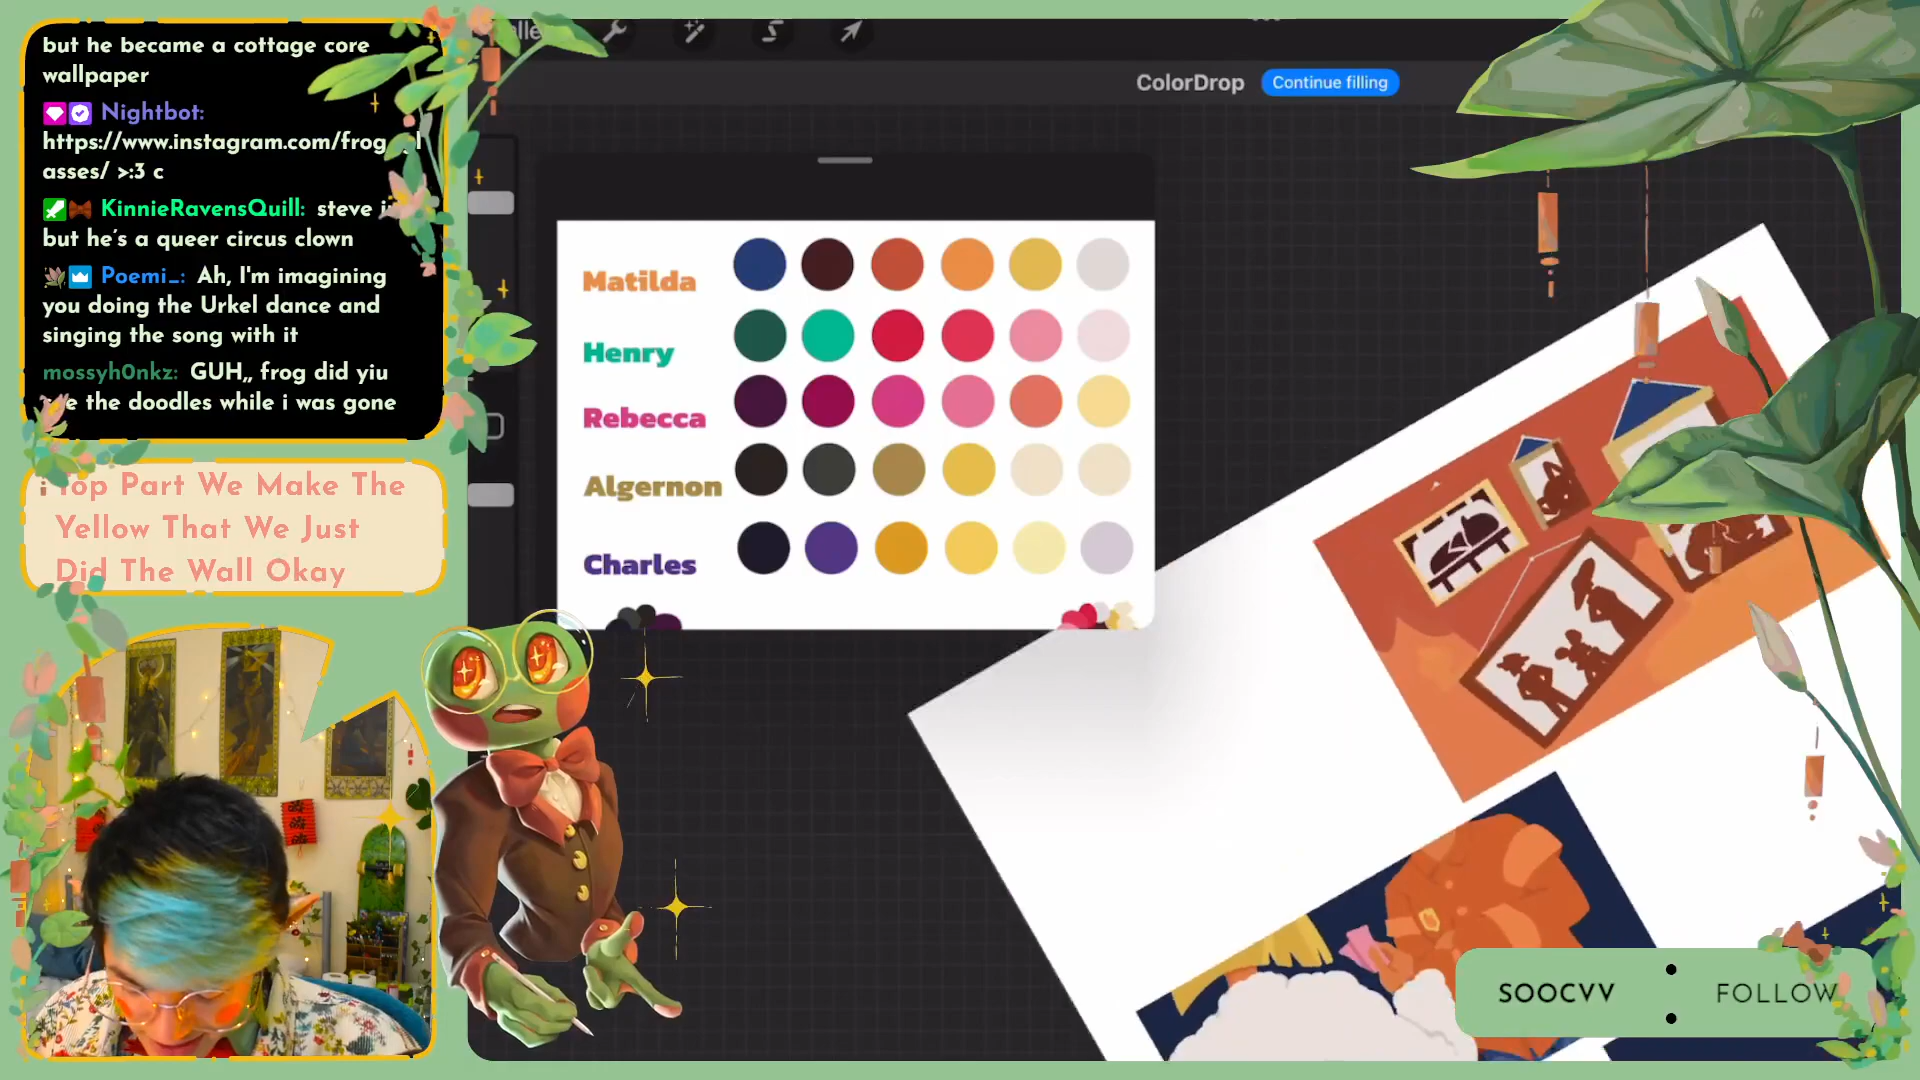 but he became a cottage core
wallpaper
Nightbot:
https://www.instagram.com/frog
asses/ >:3 c
KinnieRavensQuill: steve
but he's a queer circus clown
Poemi_: Ah, I'm imagining
you doing the Urkel dance and
singing the song with it
mossyh0nkz: GUH,, frog did yiu
the doodles while i was gone
Top Part We Make The
Yellow That We Just
Did The Wall Okay
ColorDrop
Continue filling
Matilda
Henry
Rebecca
Algernon
Charles
SOOCVV
FOLLOW